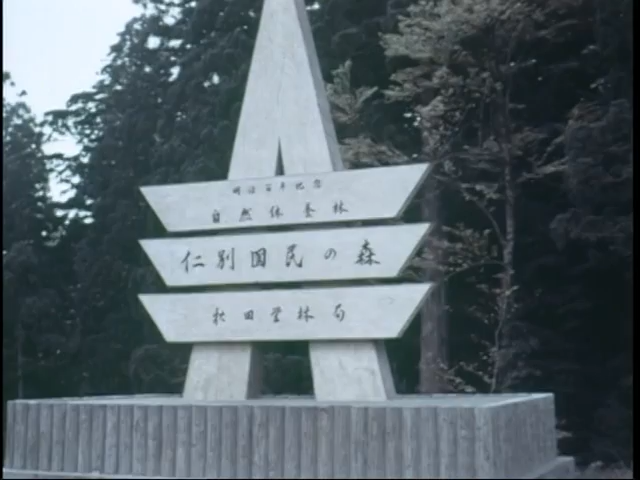 明治百年記念
自然休養林
仁別国民の森
秋田営林局